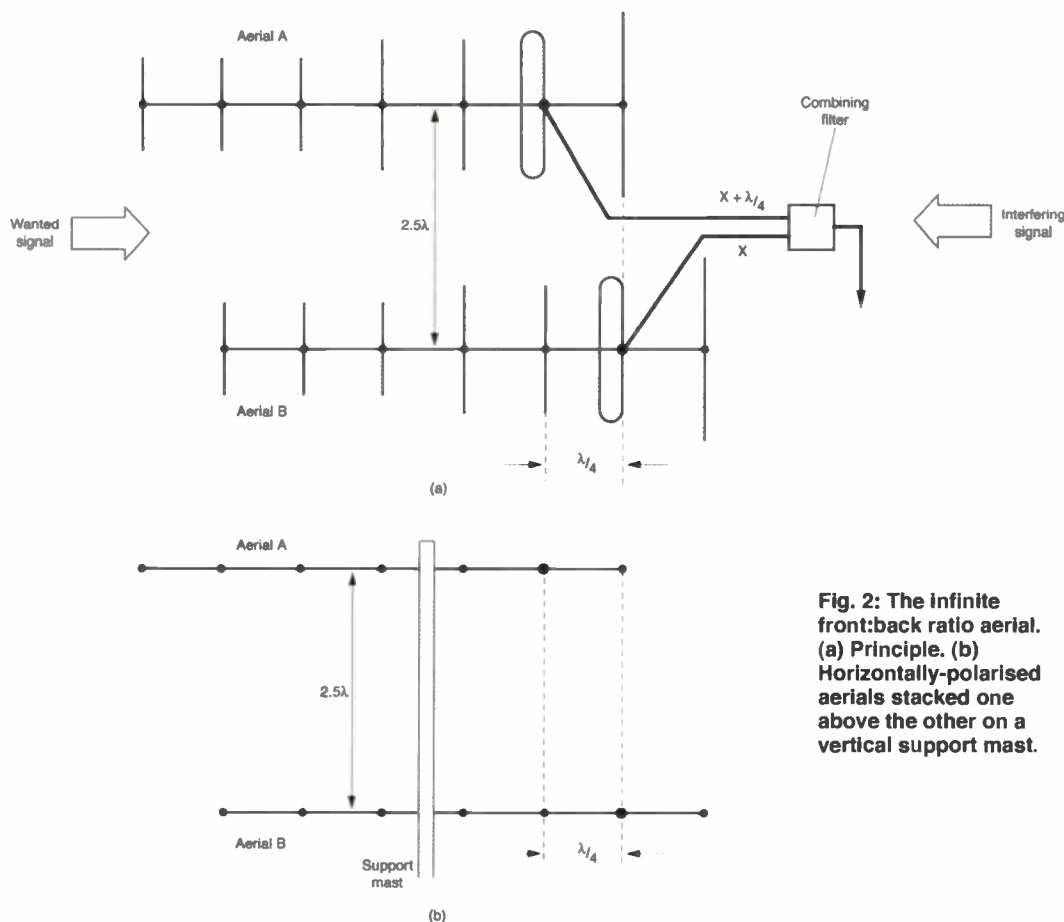 Aerial A
Combining
filter
Wanted
signal
2.5λ
X + λ/4
X
Interfering
signal
Aerial B
λ/4
(a)
Aerial A
2.5λ
Fig. 2: The infinite
front:back ratio aerial.
(a) Principle. (b)
Horizontally-polarised
aerials stacked one
above the other on a
vertical support mast.
Aerial B
Support
mast
λ/4
(b)